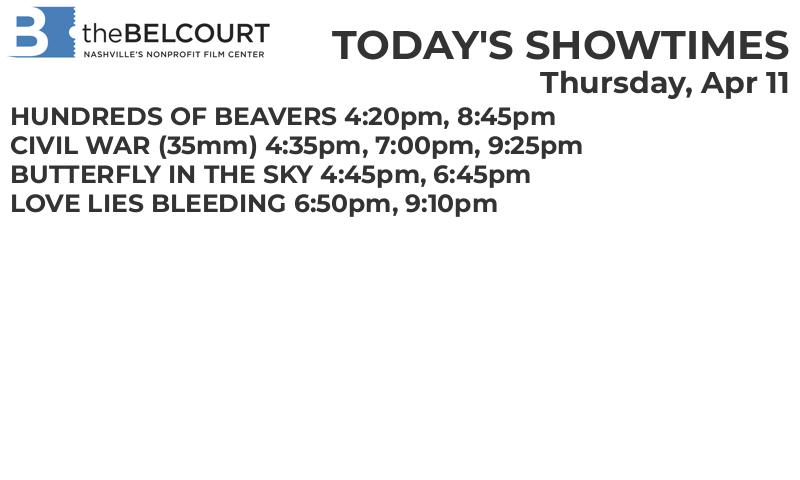 B theBELCOURT
NASHVILLE'S NONPROFIT FILM CENTER
TODAY'S SHOWTIMES
Thursday, Apr 11
HUNDREDS OF BEAVERS 4:20pm, 8:45pm
CIVIL WAR (35mm) 4:35pm, 7:00pm, 9:25pm
BUTTERFLY IN THE SKY 4:45pm, 6:45pm
LOVE LIES BLEEDING 6:50pm, 9:10pm